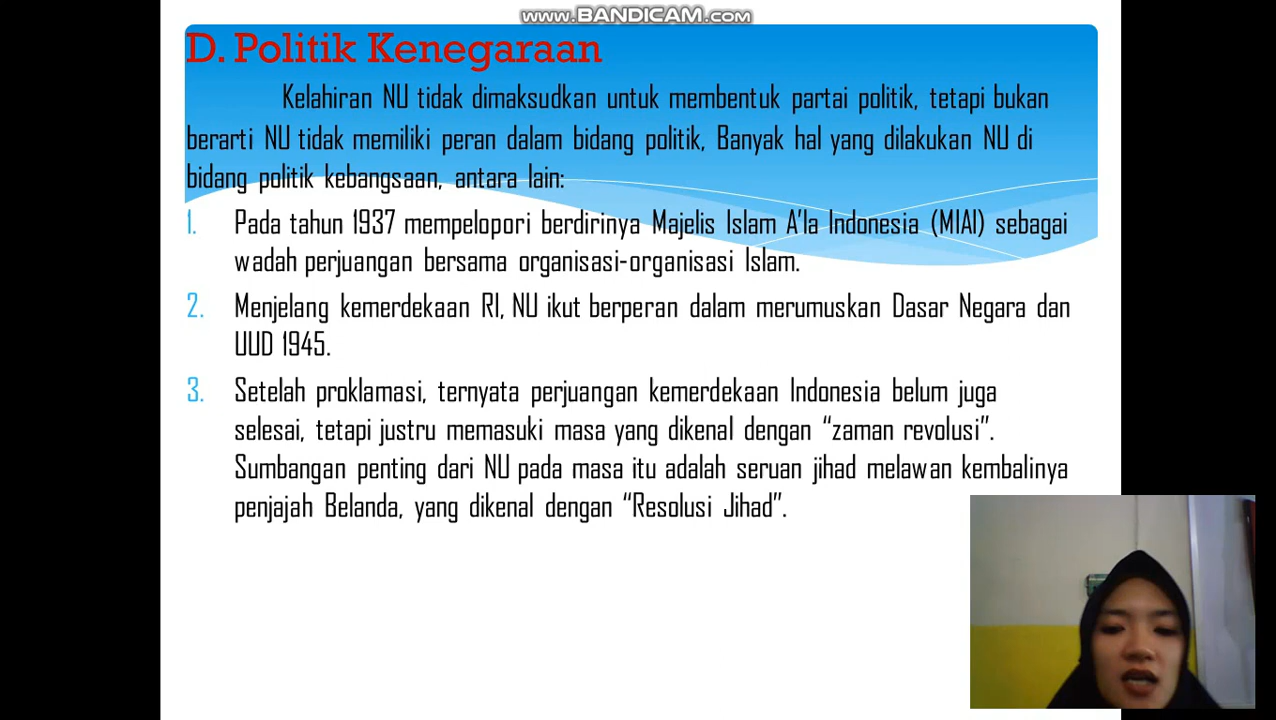 www.BANDICAM.com
D. Politik Kenegaraan
Kelahiran NU tidak dimaksudkan untuk membentuk partai politik, tetapi bukan
berarti NU tidak memiliki peran dalam bidang politik, Banyak hal yang dilakukan NU di
bidang politik kebangsaan, antara lain:
1. Pada tahun 1937 mempelopori berdirinya Majelis Islam A'la Indonesia (MIAI) sebagai
wadah perjuangan bersama organisasi-organisasi Islam.
2. Menjelang kemerdekaan RI, NU ikut berperan dalam merumuskan Dasar Negara dan
UUD 1945.
3. Setelah proklamasi, ternyata perjuangan kemerdekaan Indonesia belum juga
selesai, tetapi justru memasuki masa yang dikenal dengan “zaman revolusi”.
Sumbangan penting dari NU pada masa itu adalah seruan jihad melawan kembalinya
penjajah Belanda, yang dikenal dengan “Resolusi Jihad”.